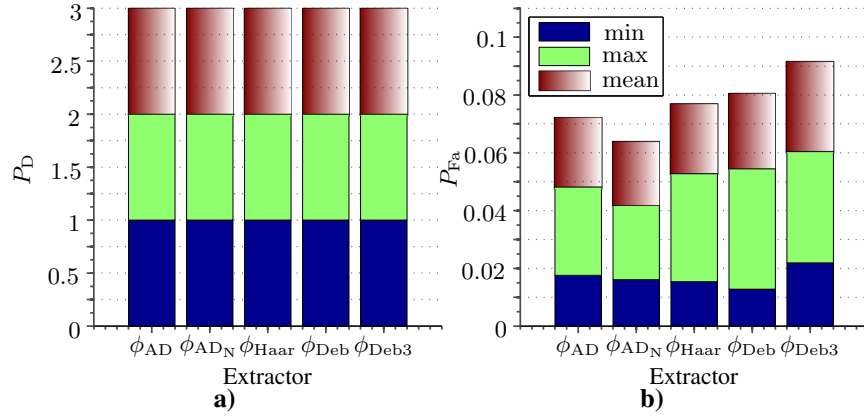 3
2.5
2
1.5
1
0.5
0
P_D
ϕ_AD ϕ_AD_N ϕ_Haar ϕ_Deb ϕ_Deb3
Extractor
a)
0.1
0.08
0.06
0.04
0.02
0
P_Fa
min
max
mean
ϕ_AD ϕ_AD_N ϕ_Haar ϕ_Deb ϕ_Deb3
Extractor
b)